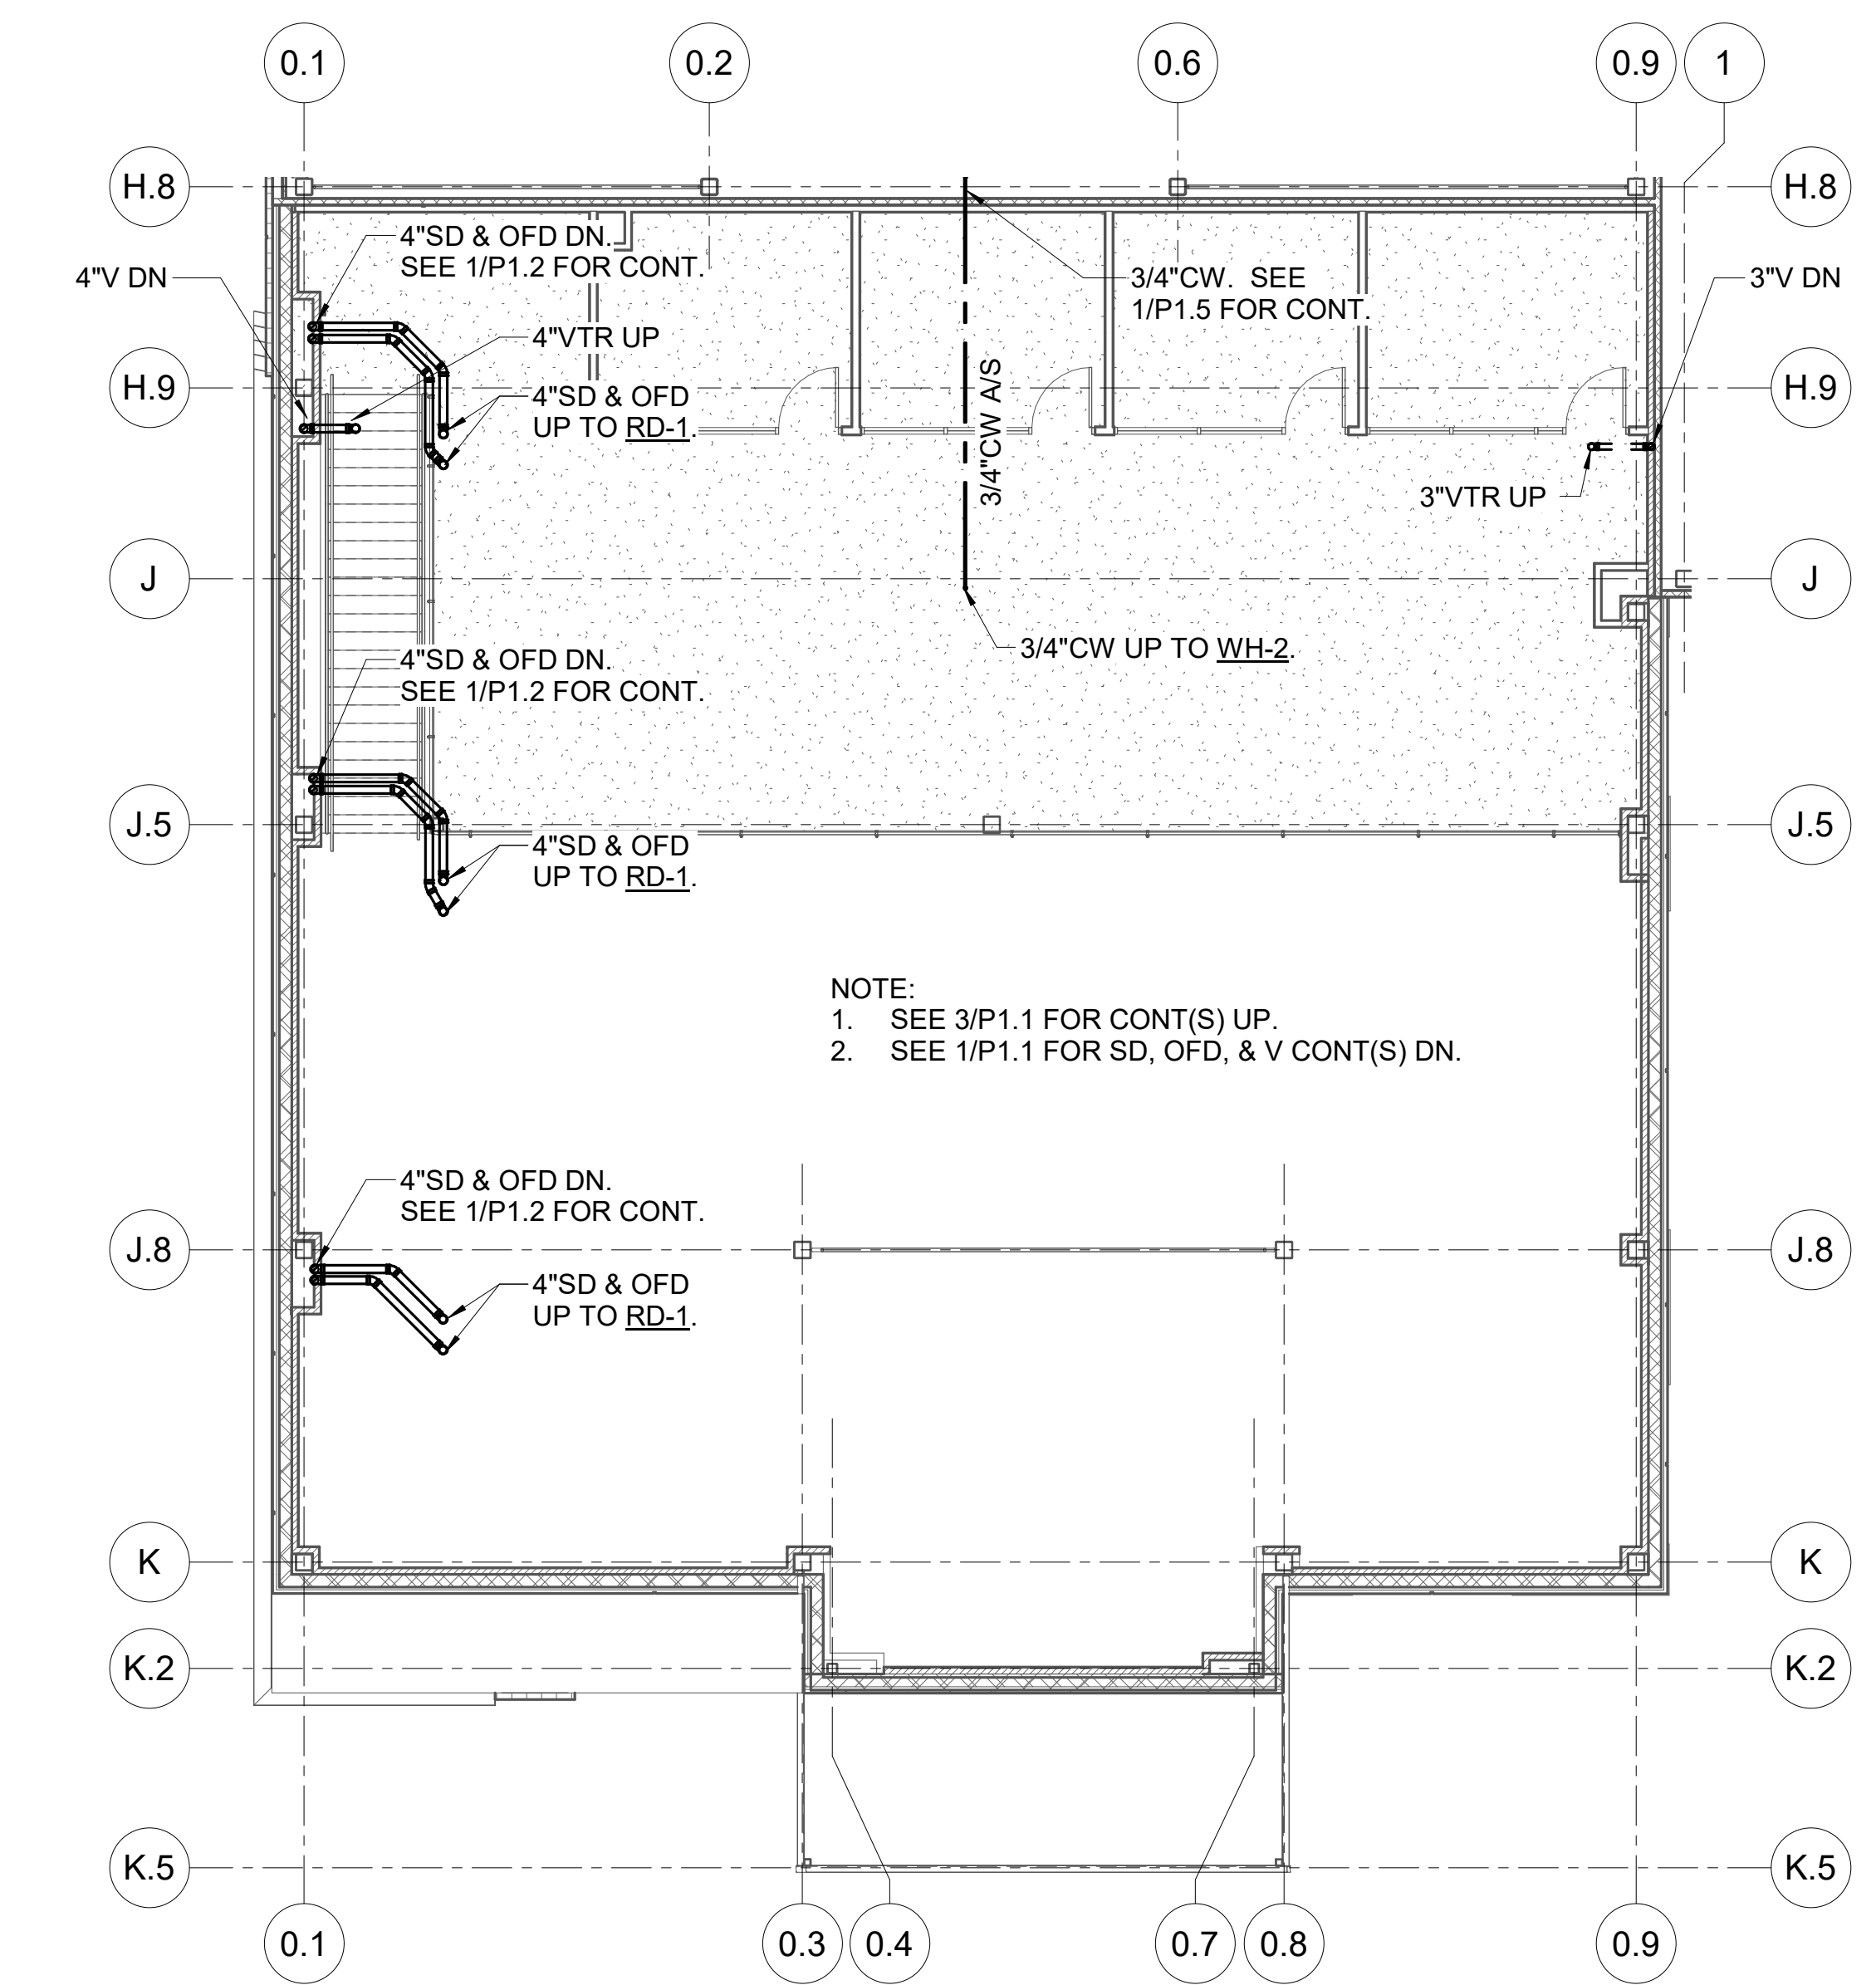 0.1
0.2
0.6
0.9
1
H.8
H.8
4"SD & OFD DN.
SEE 1/P1.2 FOR CONT.
4"V DN
3/4"CW.  SEE
1/P1.5 FOR CONT.
3"V DN
4"VTR UP
H.9
H.9
4"SD & OFD
UP TO RD-1.
3/4"CW A/S
3"VTR UP
J
J
3/4"CW UP TO WH-2.
4"SD & OFD DN.
SEE 1/P1.2 FOR CONT.
J.5
J.5
4"SD & OFD
UP TO RD-1.
NOTE:
1.    SEE 3/P1.1 FOR CONT(S) UP.
2.    SEE 1/P1.1 FOR SD, OFD, & V CONT(S) DN.
4"SD & OFD DN.
SEE 1/P1.2 FOR CONT.
J.8
J.8
4"SD & OFD
UP TO RD-1.
K
K
K.2
K.2
K.5
K.5
0.1
0.3
0.4
0.7
0.8
0.9